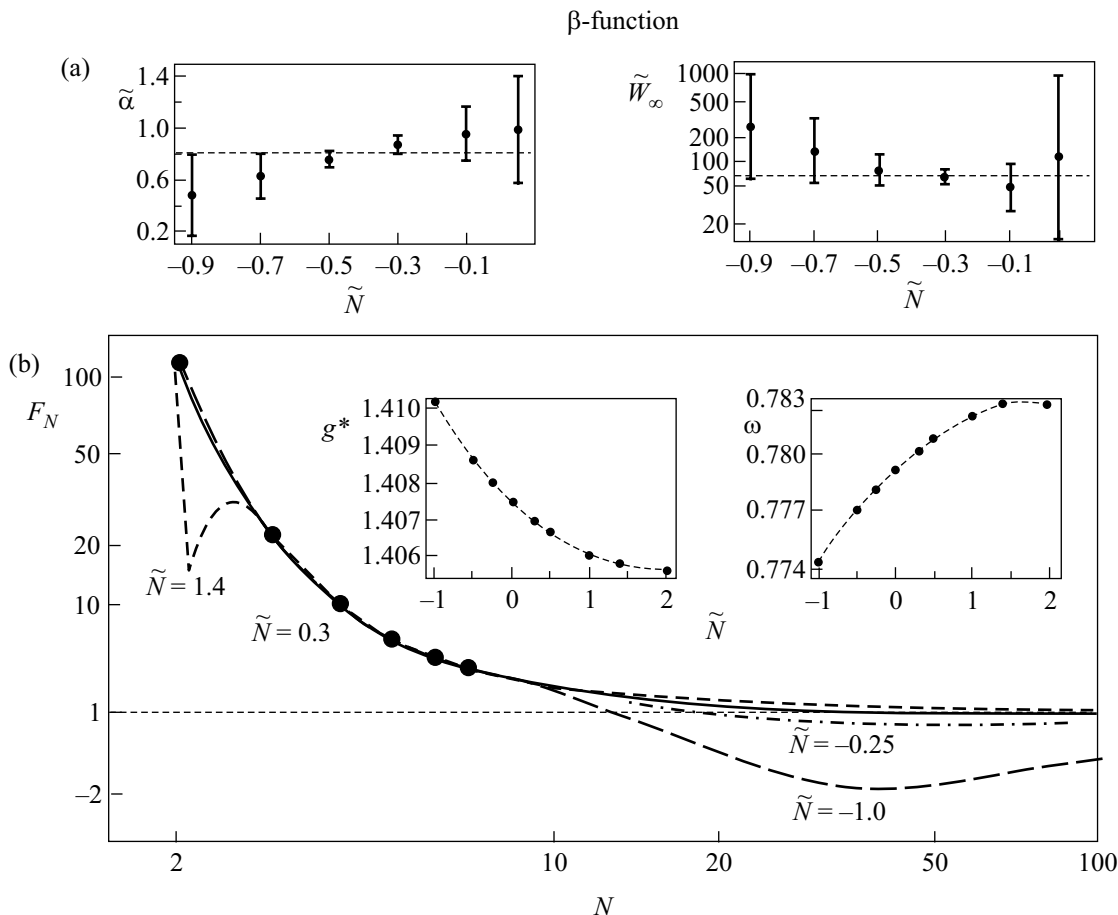 β-function
(a)
α̃
1.4
1.0
0.6
0.2
–0.9 –0.7 –0.5 –0.3 –0.1
Ñ
W̃∞
1000
500
200
100
50
20
–0.9 –0.7 –0.5 –0.3 –0.1
Ñ
(b)
F_N
100
50
20
10
1
–2
g*
1.410
1.409
1.408
1.407
1.406
–1 0 1 2
ω
0.783
0.780
0.777
0.774
–1 0 1 2
Ñ
Ñ = 1.4
Ñ = 0.3
Ñ = –0.25
Ñ = –1.0
2 10 20 50 100
N